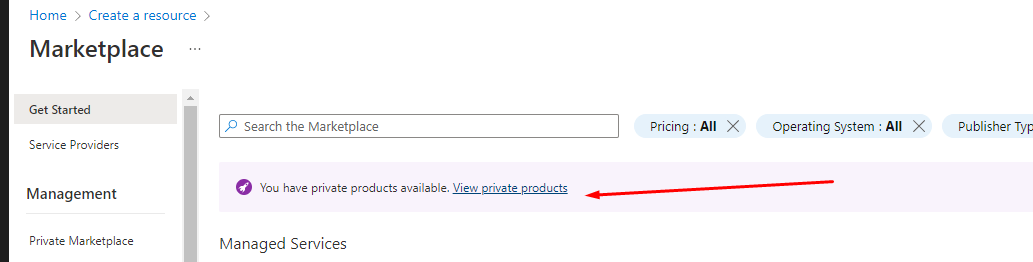 Home > Create a resource >
Marketplace ...
Get Started
Service Providers
Management
Private Marketplace
Search the Marketplace
Pricing : All
Operating System : All
Publisher Typ
You have private products available. View private products
Managed Services